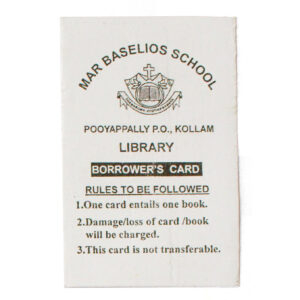 MAR BASELIOS SCHOOL
POOYAPPALLY P.O., KOLLAM
LIBRARY
BORROWER'S CARD
RULES TO BE FOLLOWED
1.One card entails one book.
2.Damage/loss of card /book
will be charged.
3.This card is not transferable.